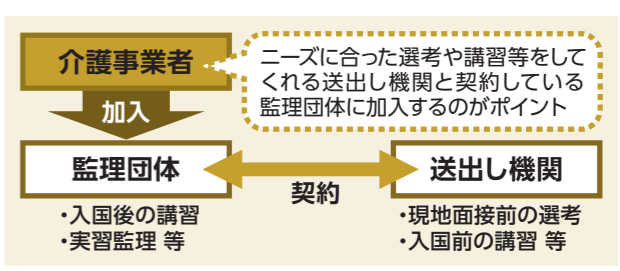 介護事業者
ニーズに合った選考や講習等をして
くれる送出し機関と契約している
監理団体に加入するのがポイント
加入
監理団体
契約
送出し機関
・入国後の講習
・実習監理 等
・現地面接前の選考
・入国前の講習 等